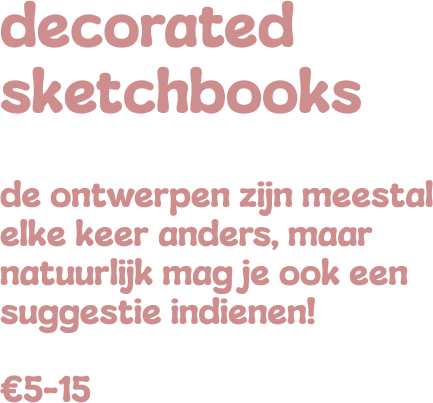 decorated
sketchbooks
de ontwerpen zijn meestal
elke keer anders, maar
natuurlijk mag je ook een
suggestie indienen!
€5-15